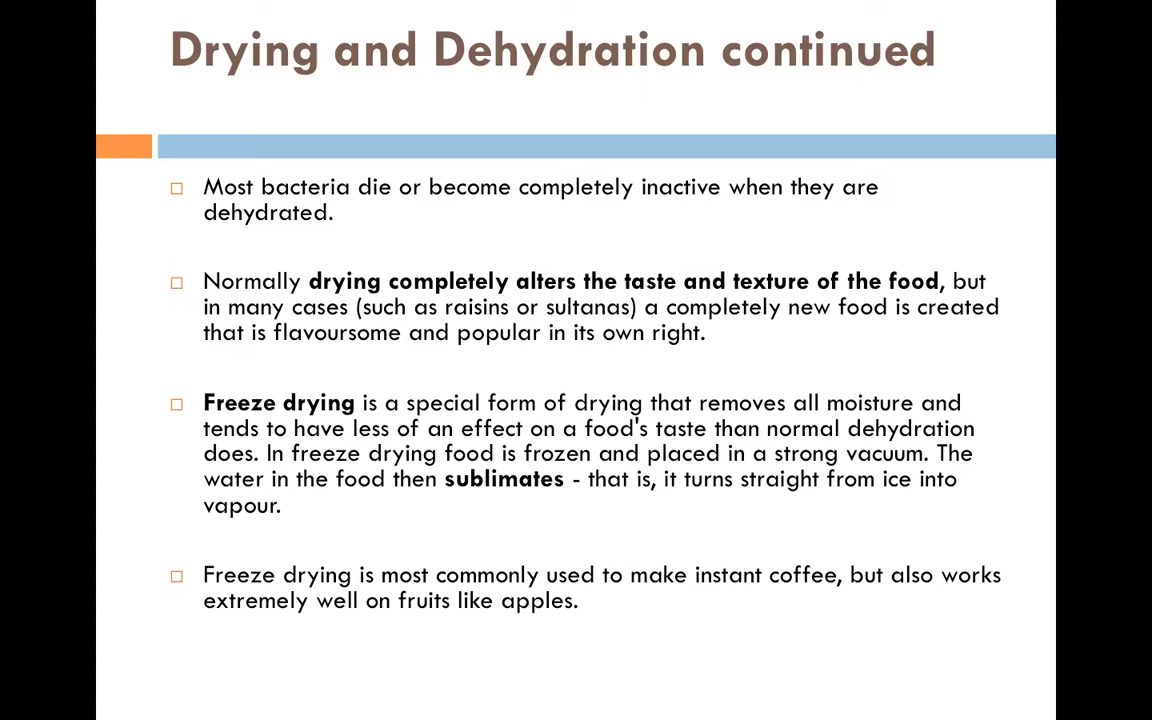 Drying and Dehydration continued
Most bacteria die or become completely inactive when they are
dehydrated.
Normally drying completely alters the taste and texture of the food, but
in many cases (such as raisins or sultanas) a completely new food is created
that is flavoursome and popular in its own right.
Freeze drying is a special form of drying that removes all moisture and
tends to have less of an effect on a food's taste than normal dehydration
does. In freeze drying food is frozen and placed in a strong vacuum. The
water in the food then sublimates - that is, it turns straight from ice into
vapour.
Freeze drying is most commonly used to make instant coffee, but also works
extremely well on fruits like apples.